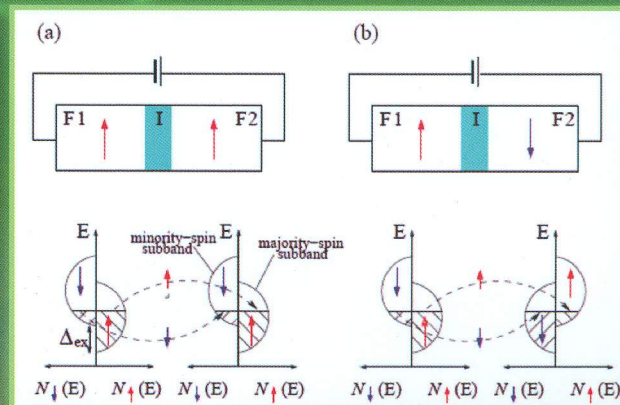 (a) (b)
F1 I F2 F1 I F2
E E E E
minority-spin subband majority-spin subband
Δex
N↓(E) N↑(E) N↓(E) N↑(E) N↓(E) N↑(E) N↓(E) N↑(E)